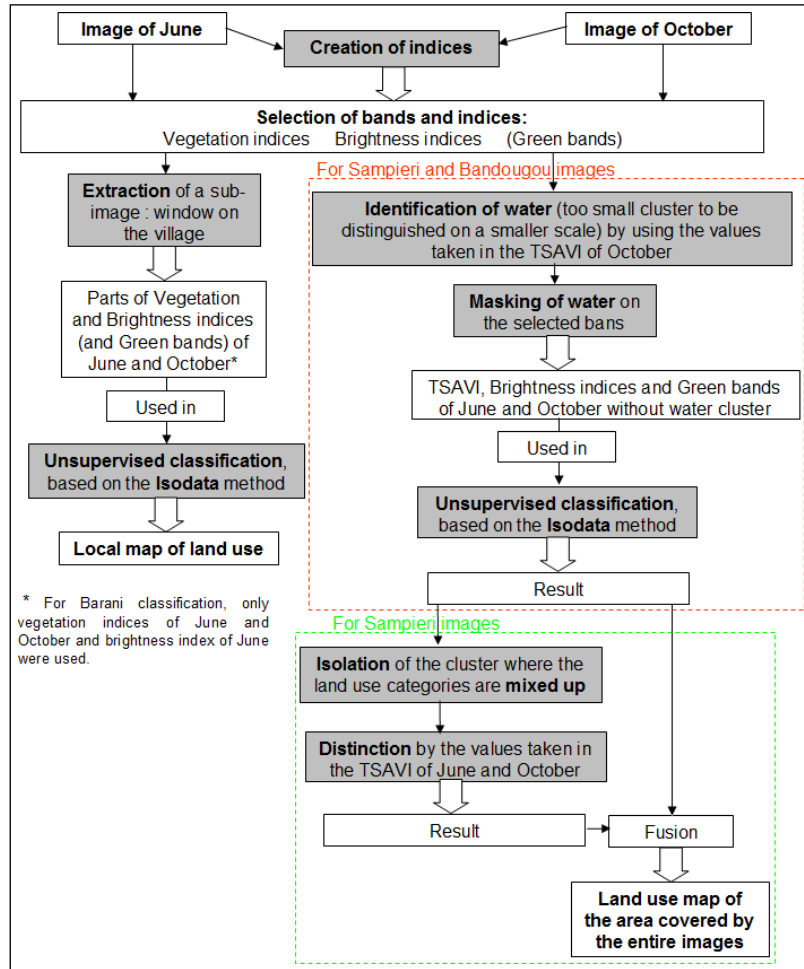 Image of June
Creation of indices
Image of October
Selection of bands and indices:
Vegetation indices Brightness indices (Green bands)
Extraction of a sub-
image : window on
the village
Parts of Vegetation
and Brightness indices
(and Green bands) of
June and October*
Used in
Unsupervised classification,
based on the Isodata method
Local map of land use
* For Barani classification, only
vegetation indices of June and
October and brightness index of June
were used.
For Sampieri and Bandougou images
Identification of water (too small cluster to be
distinguished on a smaller scale) by using the values
taken in the TSAVI of October
Masking of water on
the selected bans
TSAVI, Brightness indices and Green bands
of June and October without water cluster
Used in
Unsupervised classification,
based on the Isodata method
Result
For Sampieri images
Isolation of the cluster where the
land use categories are mixed up
Distinction by the values taken in
the TSAVI of June and October
Result
Fusion
Land use map of
the area covered by
the entire images